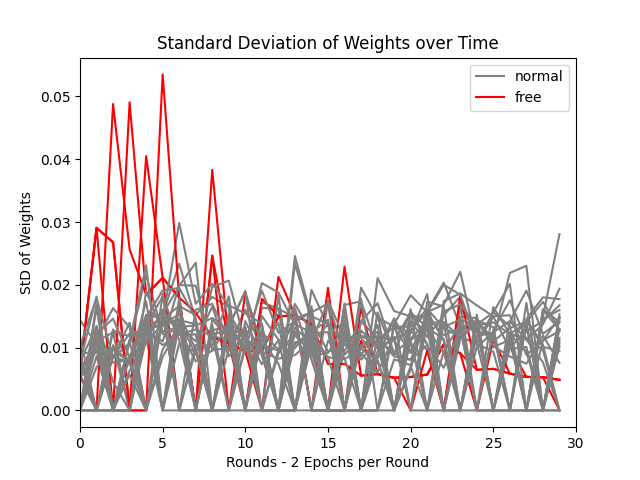 Standard Deviation of Weights over Time
normal
free
StD of Weights
0.05
0.04
0.03
0.02
0.01
0.00
0 5 10 15 20 25 30
Rounds - 2 Epochs per Round